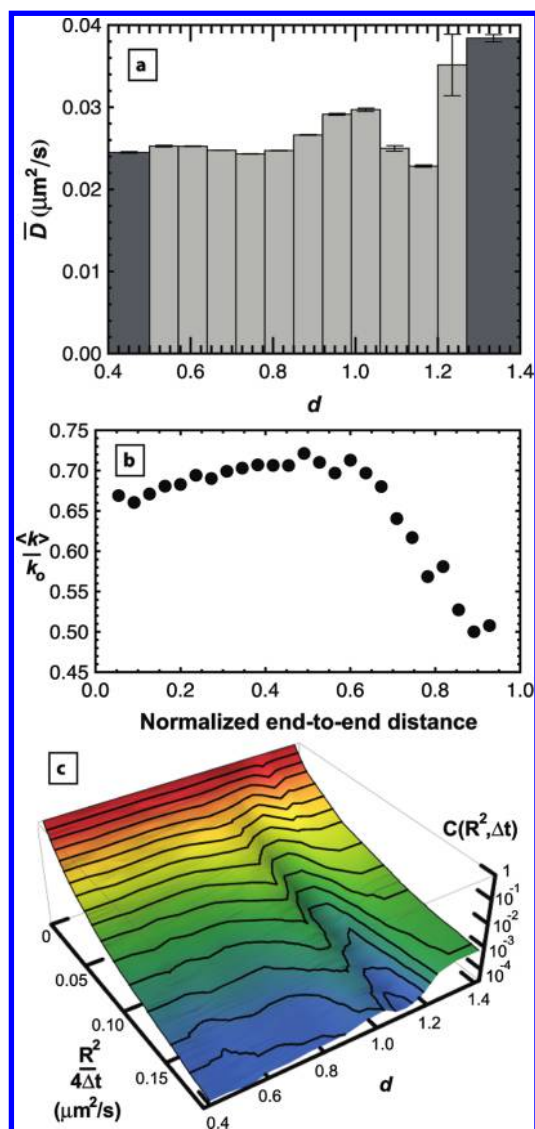 a
0.04
0.03
0.02
0.01
0.00
D (μm²/s)
0.4 0.6 0.8 1.0 1.2 1.4
d
b
0.75
0.70
0.65
0.60
0.55
0.50
0.45
<k>
k₀
0.0 0.2 0.4 0.6 0.8 1.0
Normalized end-to-end distance
c
C(R²,Δt)
1
10⁻¹
10⁻²
10⁻³
10⁻⁴
0
0.05
0.10
0.15
R²
4Δt
(μm²/s)
0.4 0.6 0.8 1.0 1.2 1.4
d